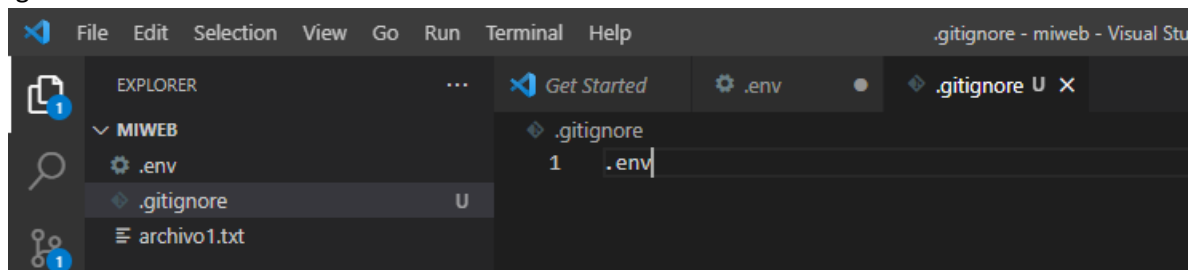 File Edit Selection View Go Run Terminal Help .gitignore - miweb - Visual Stu
EXPLORER ... Get Started .env .gitignore U
MIWEB .gitignore
.env 1 .env
.gitignore U
archivo1.txt
1
1